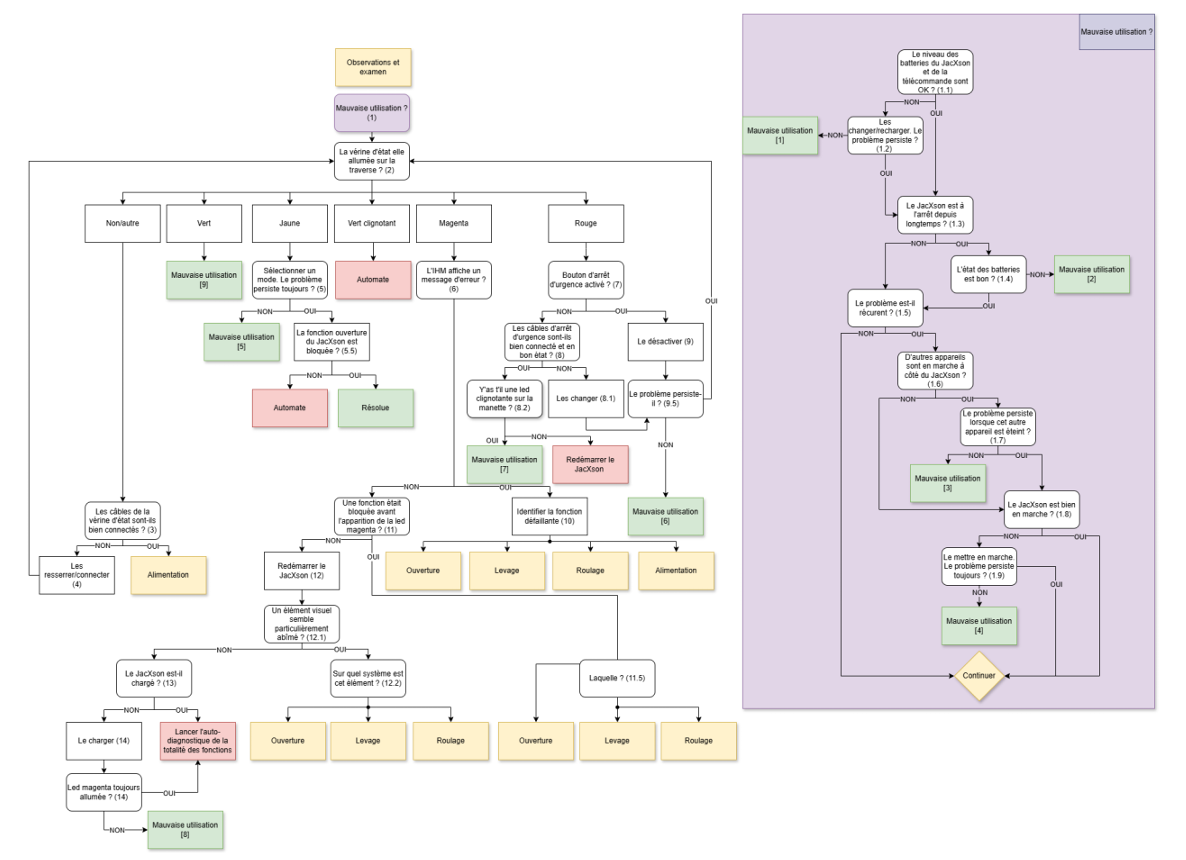 Mauvaise utilisation ?
Observations et
examen
Mauvaise utilisation ?
(1)
La vérine d'état elle
allumée sur la
traverse ? (2)
Non/autre
Vert
Jaune
Vert clignotant
Magenta
Rouge
Mauvaise utilisation
[9]
Sélectionner un
mode. Le problème
persiste toujours ? (5)
Automate
L'IHM affiche un
message d'erreur ?
(6)
Bouton d'arrêt
d'urgence activé ? (7)
OUI
NON
OUI
NON
OUI
Mauvaise utilisation
[5]
La fonction ouverture
du JacXson est
bloquée ? (5.5)
Les câbles d'arrêt
d'urgence sont-ils
bien connecté et en
bon état ? (8)
Le désactiver (9)
NON
OUI
OUI
NON
Automate
Résolue
Y'as t'il une led
clignotante sur la
manette ? (8.2)
Les changer (8.1)
Le problème persiste-
il ? (9.5)
OUI
NON
NON
Mauvaise utilisation
[7]
Redémarrer le
JacXson
Mauvaise utilisation
[6]
NON
OUI
Les câbles de la
vérine d'état sont-ils
bien connectés ? (3)
Une fonction était
bloquée avant
l'apparition de la led
magenta ? (11)
Identifier la fonction
défaillante (10)
NON
OUI
NON
OUI
Les
resserrer/connecter
(4)
Alimentation
Redémarrer le
JacXson (12)
Ouverture
Levage
Roulage
Alimentation
Un élément visuel
semble
particulièrement
abîmé ? (12.1)
NON
OUI
Le JacXson est-il
chargé ? (13)
Sur quel système est
cet élément ? (12.2)
Laquelle ? (11.5)
NON
OUI
Le charger (14)
Lancer l'auto-
diagnostique de la
totalité des fonctions
Ouverture
Levage
Roulage
Ouverture
Levage
Roulage
Led magenta toujours
allumée ? (14)
OUI
NON
Mauvaise utilisation
[8]
Le niveau des
batteries du JacXson
et de la
télécommande sont
OK ? (1.1)
NON
OUI
Les
changer/recharger. Le
problème persiste ?
(1.2)
NON
Mauvaise utilisation
[1]
OUI
Le JacXson est à
l'arrêt depuis
longtemps ? (1.3)
NON
OUI
L'état des batteries
est bon ? (1.4)
NON
Mauvaise utilisation
[2]
OUI
Le problème est-il
récurent ? (1.5)
NON
OUI
D'autres appareils
sont en marche à
côté du JacXson ?
(1.6)
NON
OUI
Le problème persiste
lorsque cet autre
appareil est éteint ?
(1.7)
NON
OUI
Mauvaise utilisation
[3]
Le JacXson est bien
en marche ? (1.8)
NON
OUI
Le mettre en marche.
Le problème persiste
toujours ? (1.9)
OUI
NON
Mauvaise utilisation
[4]
Continuer